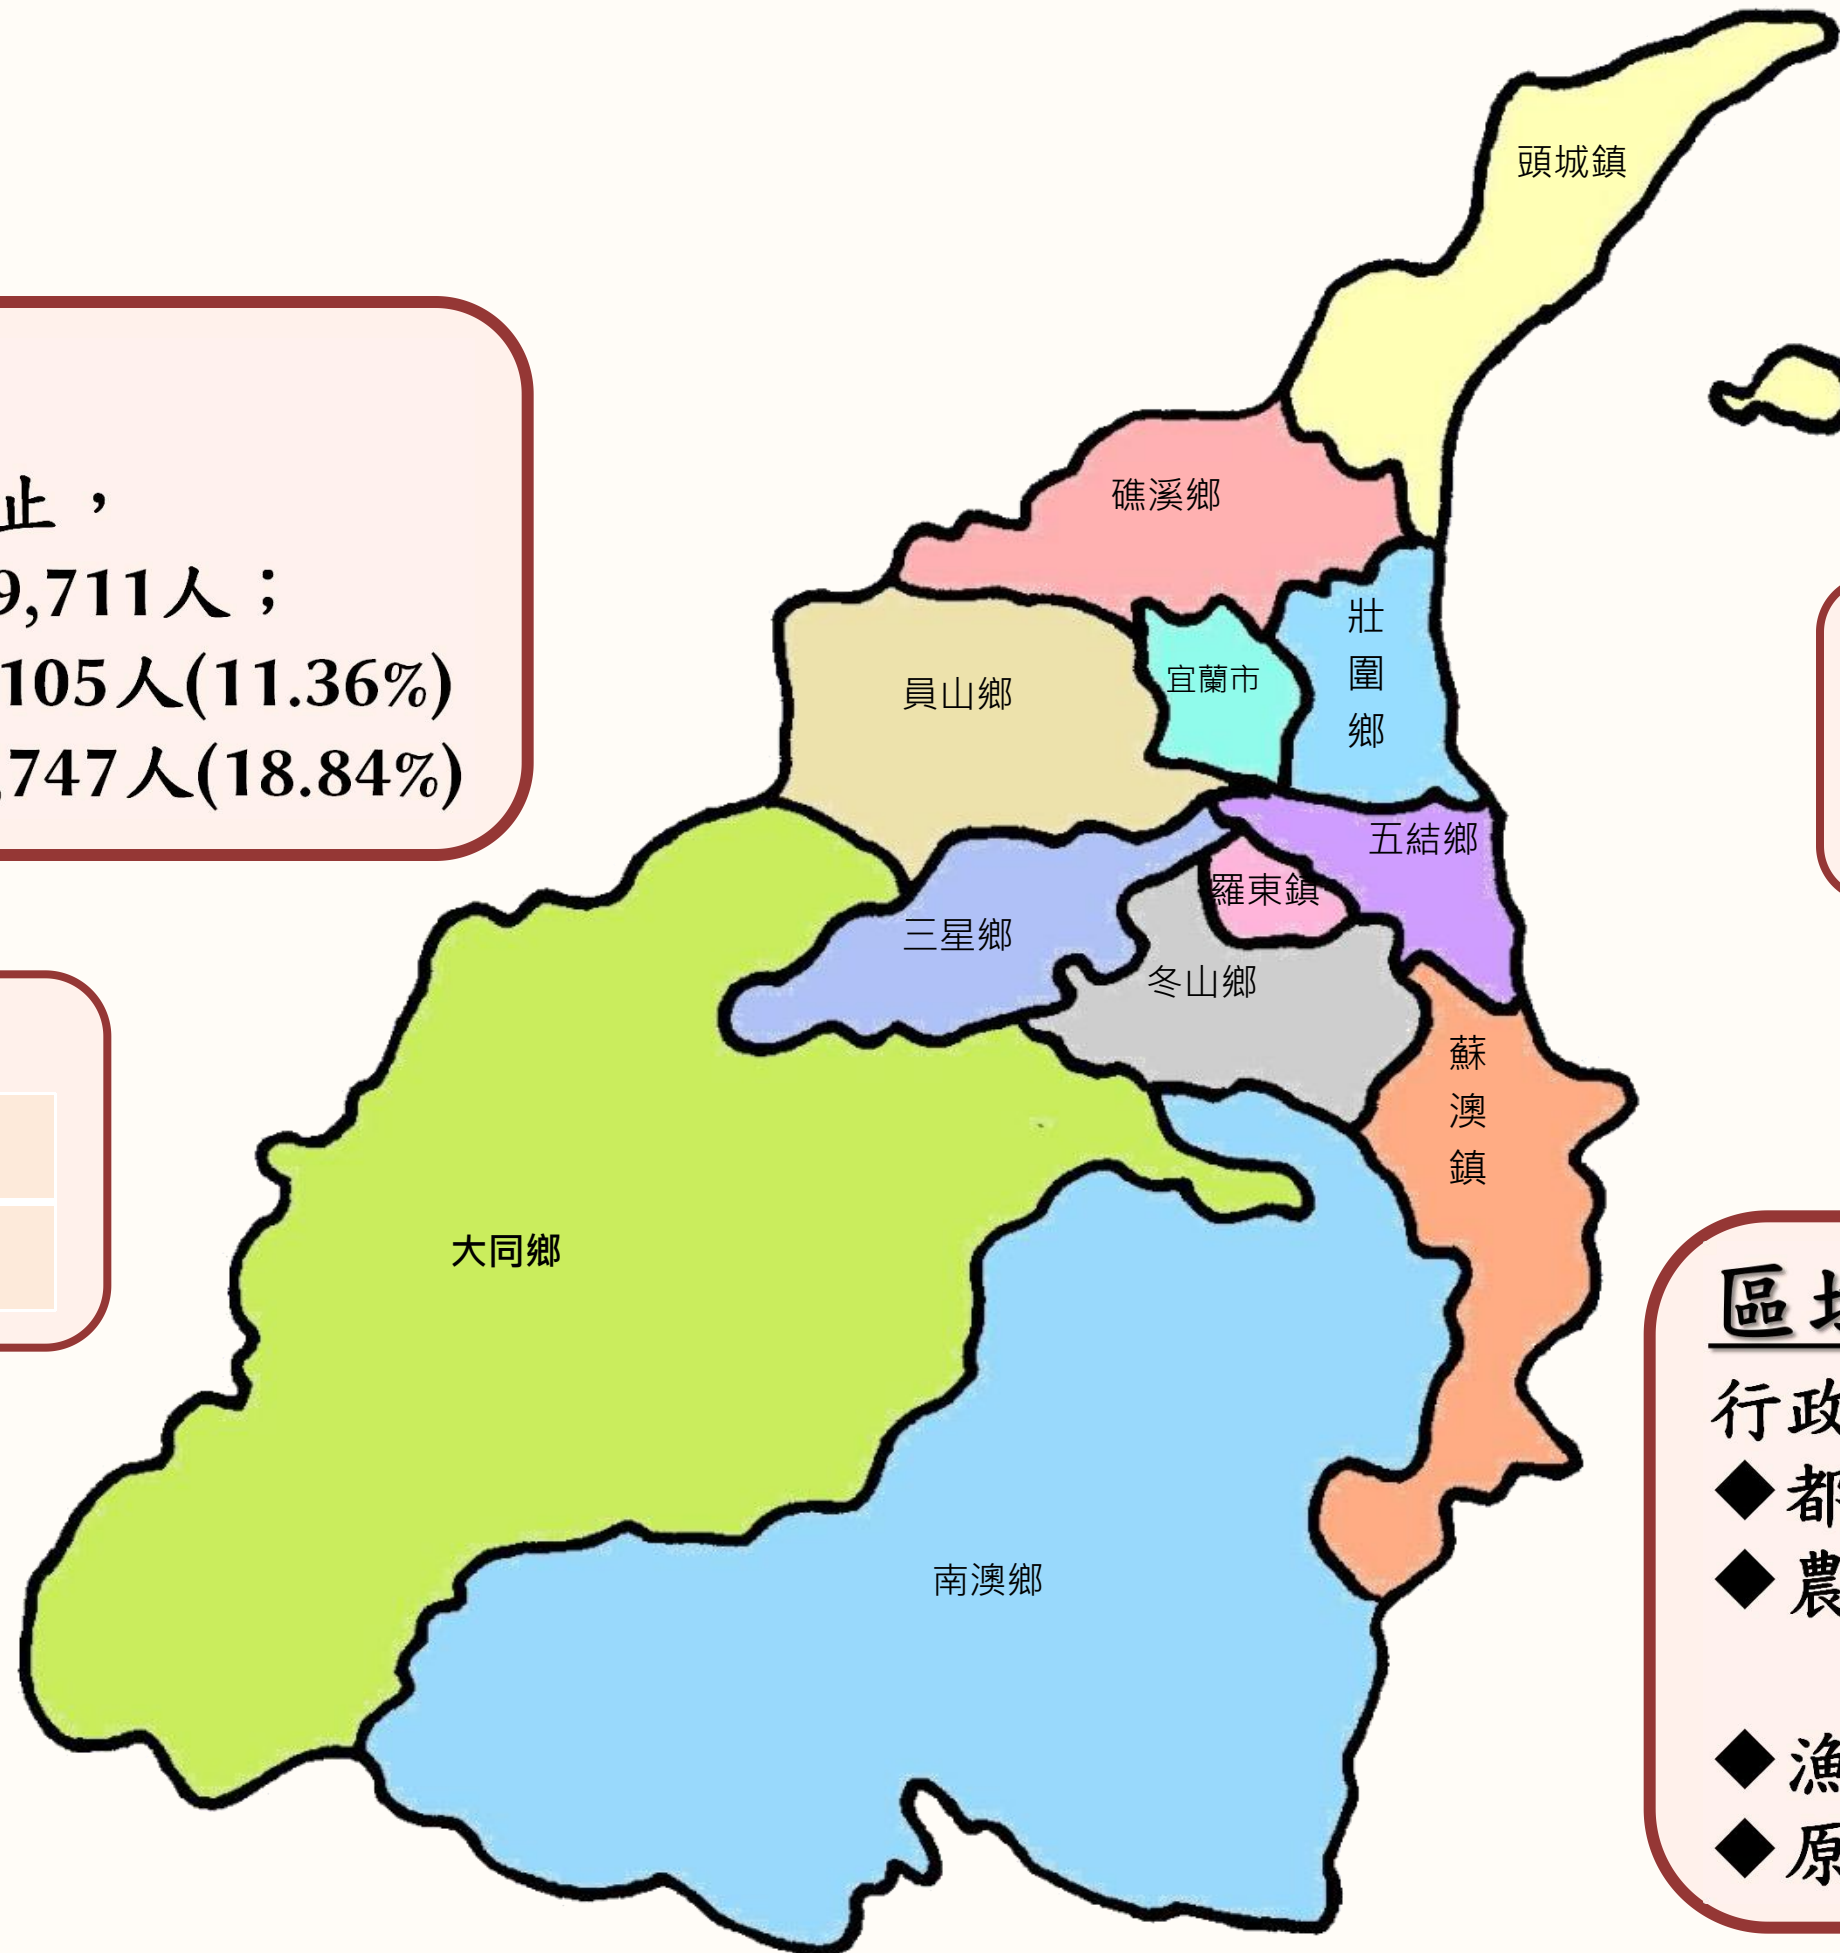 頭城鎮
礁溪鄉
壯圍鄉
宜蘭市
員山鄉
五結鄉
羅東鎮
三星鄉
冬山鄉
蘇澳鎮
大同鄉
南澳鄉
止，
9,711人；
105人(11.36%)
,747人(18.84%)
區
行政
◆都
◆農
◆漁
◆原